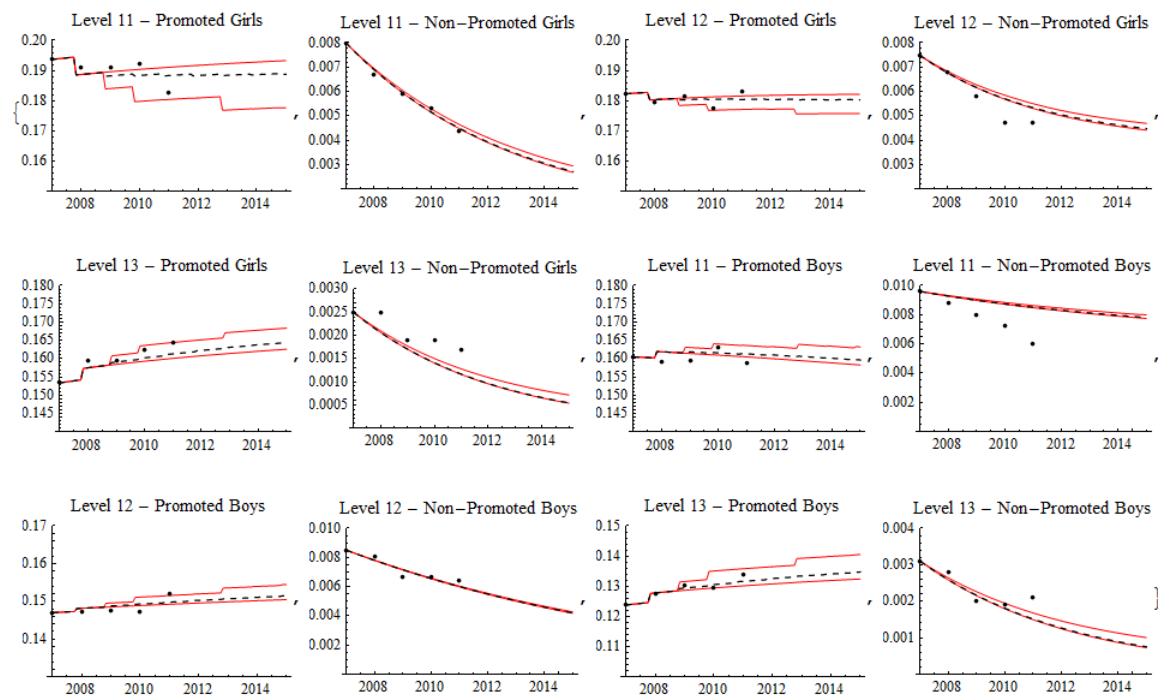 Level 11 − Promoted Girls
0.20
0.19
0.18
0.17
0.16
2008 2010 2012 2014
Level 11 − Non−Promoted Girls
0.008
0.007
0.006
0.005
0.004
0.003
2008 2010 2012 2014
Level 12 − Promoted Girls
0.20
0.19
0.18
0.17
0.16
2008 2010 2012 2014
Level 12 − Non−Promoted Girls
0.008
0.007
0.006
0.005
0.004
0.003
2008 2010 2012 2014
Level 13 − Promoted Girls
0.180
0.175
0.170
0.165
0.160
0.155
0.150
0.145
2008 2010 2012 2014
Level 13 − Non−Promoted Girls
0.0030
0.0025
0.0020
0.0015
0.0010
0.0005
2008 2010 2012 2014
Level 11 − Promoted Boys
0.180
0.175
0.170
0.165
0.160
0.155
0.150
0.145
2008 2010 2012 2014
Level 11 − Non−Promoted Boys
0.010
0.008
0.006
0.004
0.002
2008 2010 2012 2014
Level 12 − Promoted Boys
0.17
0.16
0.15
0.14
2008 2010 2012 2014
Level 12 − Non−Promoted Boys
0.010
0.008
0.006
0.004
0.002
2008 2010 2012 2014
Level 13 − Promoted Boys
0.15
0.14
0.13
0.12
0.11
2008 2010 2012 2014
Level 13 − Non−Promoted Boys
0.004
0.003
0.002
0.001
2008 2010 2012 2014